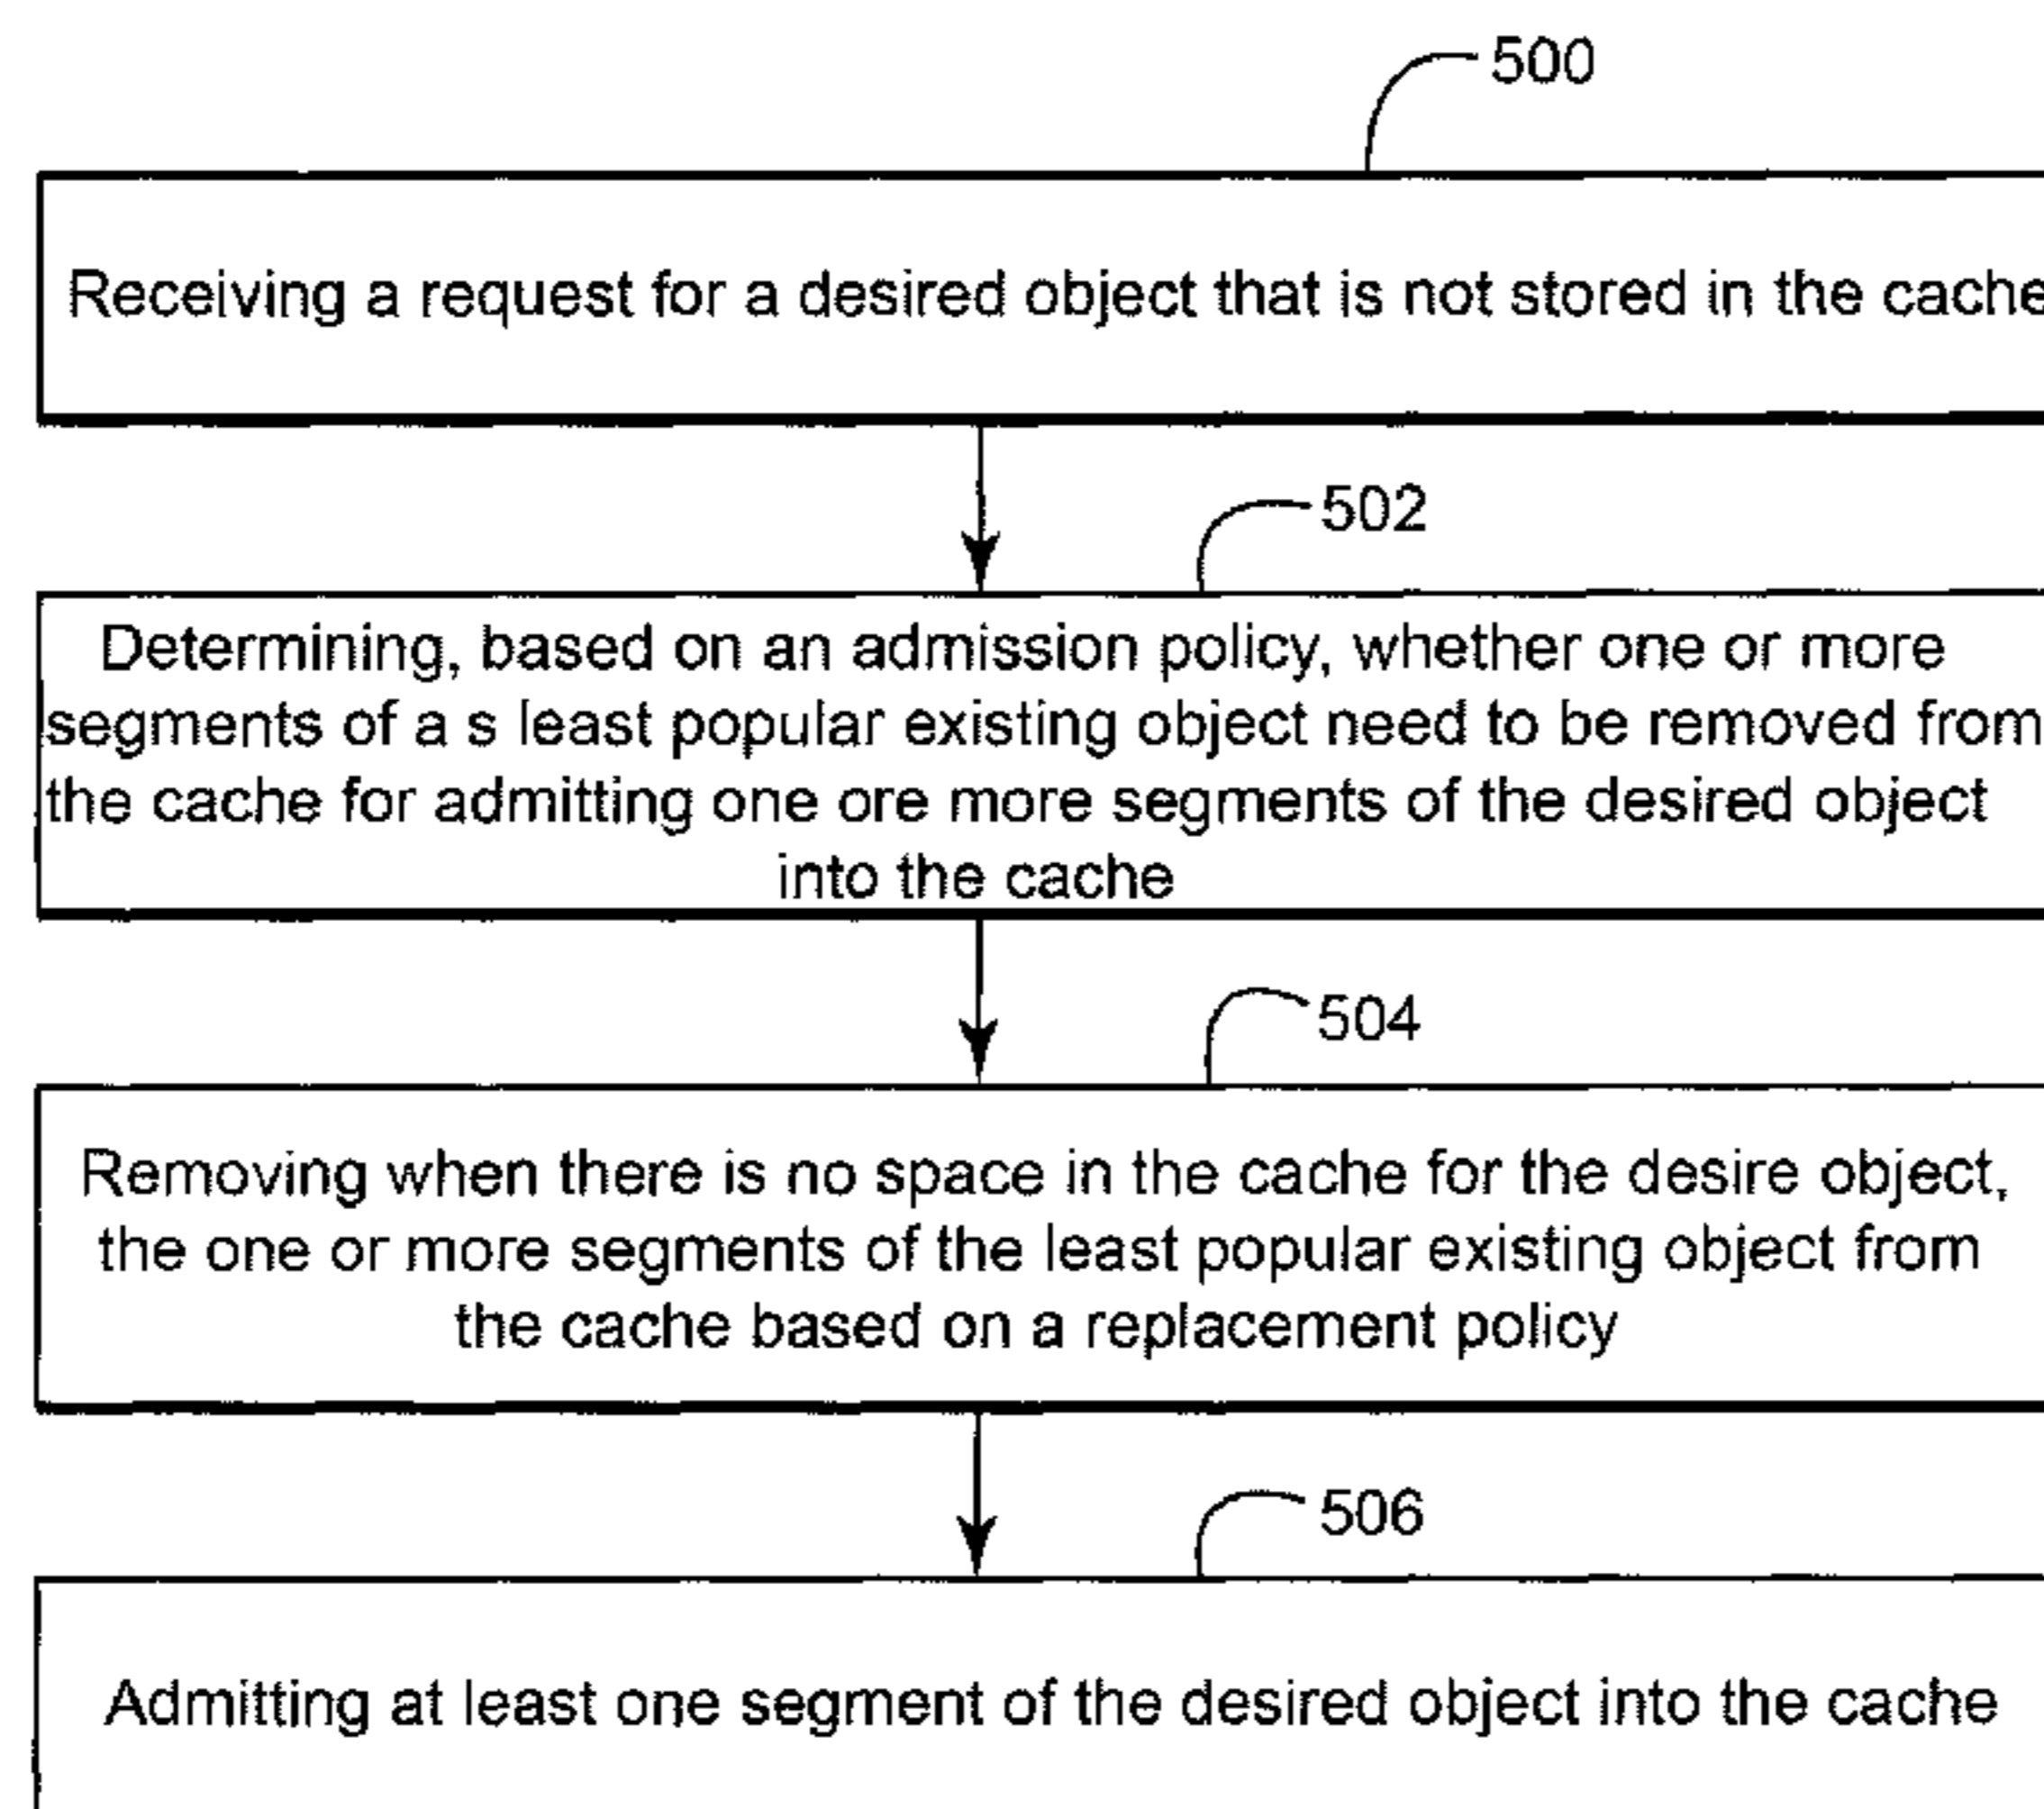 500
Receiving a request for a desired object that is not stored in the cache
502
Determining, based on an admission policy, whether one or more
segments of a s least popular existing object need to be removed from
the cache for admitting one ore more segments of the desired object
into the cache
504
Removing when there is no space in the cache for the desire object,
the one or more segments of the least popular existing object from
the cache based on a replacement policy
506
Admitting at least one segment of the desired object into the cache